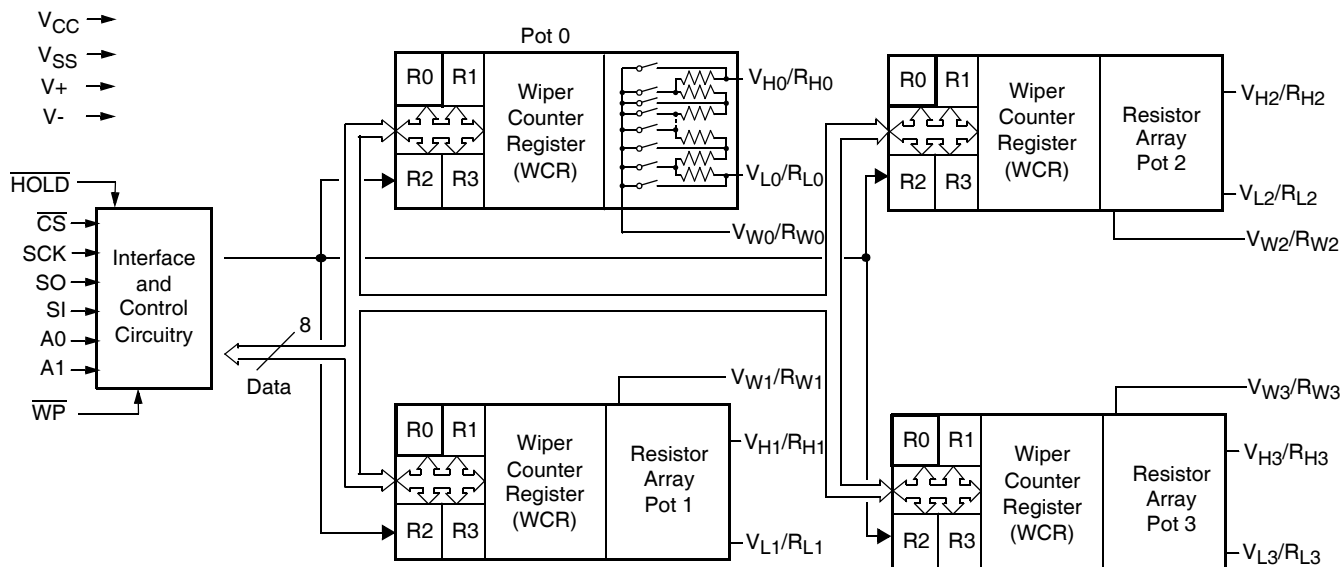 VCC
VSS
V+
V-
HOLD
CS
SCK
SO
SI
A0
A1
WP
Interface
and
Control
Circuitry
8
Data
Pot 0
R0 R1
R2 R3
Wiper
Counter
Register
(WCR)
VH0/RH0
VL0/RL0
VW0/RW0
R0 R1
R2 R3
Wiper
Counter
Register
(WCR)
Resistor
Array
Pot 2
VH2/RH2
VL2/RL2
VW2/RW2
R0 R1
R2 R3
Wiper
Counter
Register
(WCR)
Resistor
Array
Pot 1
VW1/RW1
VH1/RH1
VL1/RL1
R0 R1
R2 R3
Wiper
Counter
Register
(WCR)
Resistor
Array
Pot 3
VW3/RW3
VH3/RH3
VL3/RL3